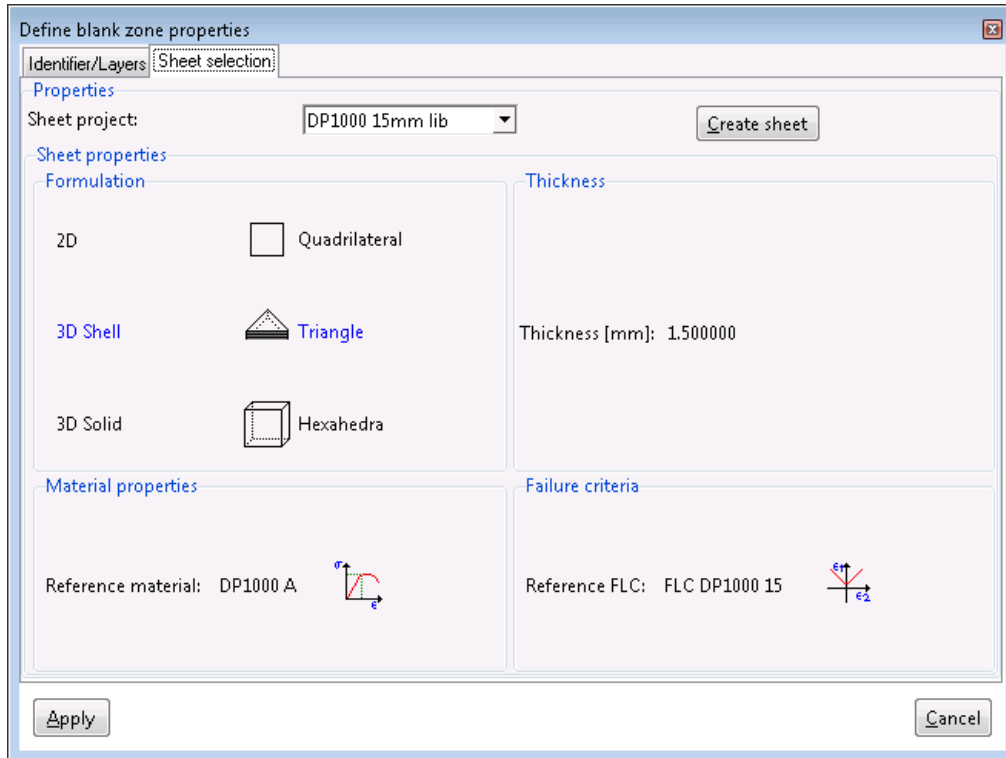 Define blank zone properties
Identifier/Layers Sheet selection
Properties
Sheet project: DP1000 15mm lib Create sheet
Sheet properties
Formulation Thickness
2D Quadrilateral
3D Shell Triangle Thickness [mm]: 1.500000
3D Solid Hexahedra
Material properties Failure criteria
Reference material: DP1000 A σ ϵ Reference FLC: FLC DP1000 15 ϵ1 ϵ2
Apply Cancel